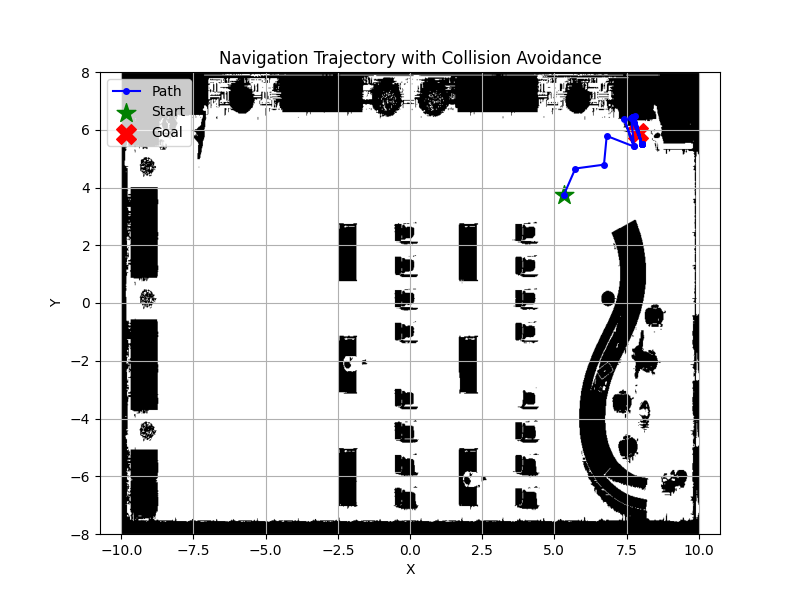 Navigation Trajectory with Collision Avoidance
Path
Start
Goal
8
6
4
2
0
−2
−4
−6
−8
Y
−10.0 −7.5 −5.0 −2.5 0.0 2.5 5.0 7.5 10.0
X